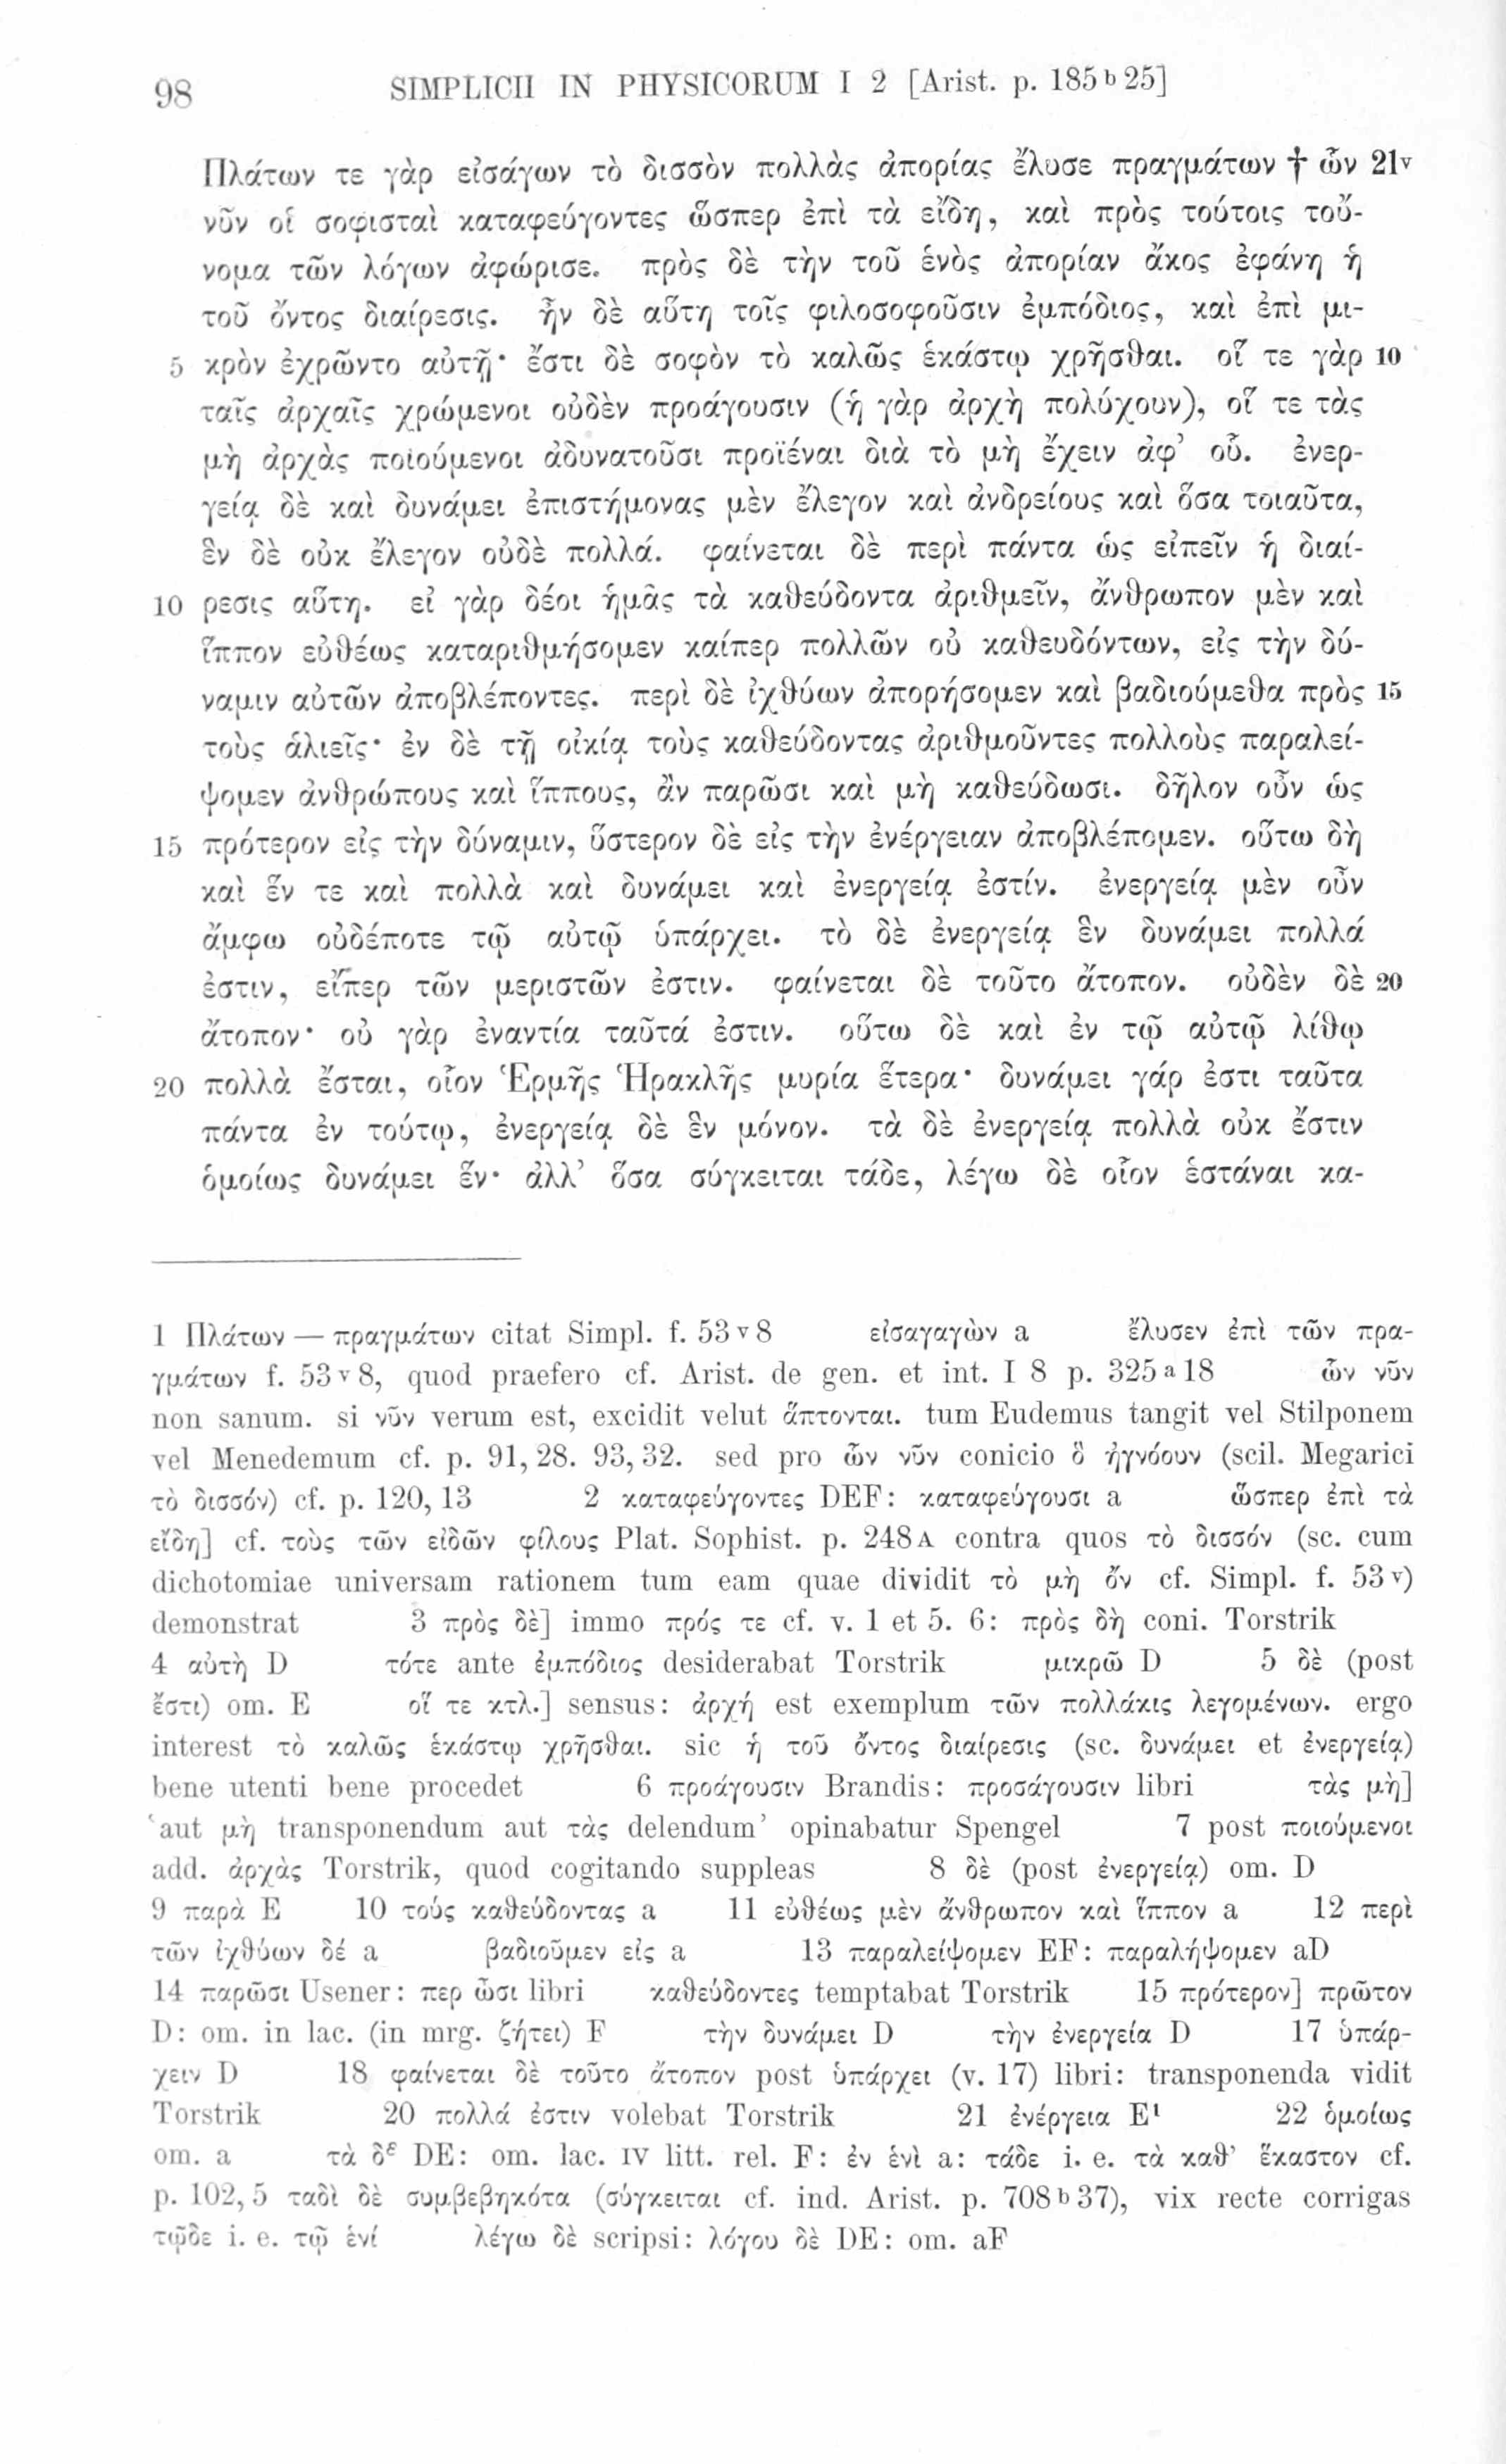 98 SIMPLICII IN PHYSICORUM I 2 [Arist. p. 185ᵇ25]
Πλάτων τε γὰρ εἰσάγων τὸ δισσὸν πολλὰς ἀπορίας ἔλυσε πραγμάτων † ὧν 21ᵛ
νῦν οἱ σοφισταὶ καταφεύγοντες ὥσπερ ἐπὶ τὰ εἴδη, καὶ πρὸς τούτοις τοὔ-
νομα τῶν λόγων ἀφώρισε. πρὸς δὲ τὴν τοῦ ἑνὸς ἀπορίαν ἄκος ἐφάνη ἡ
τοῦ ὄντος διαίρεσις. ἦν δὲ αὕτη τοῖς φιλοσοφοῦσιν ἐμπόδιος, καὶ ἐπὶ μι-
5 κρὸν ἐχρῶντο αὐτῇ· ἔστι δὲ σοφὸν τὸ καλῶς ἑκάστῳ χρῆσθαι. οἵ τε γὰρ 10
ταῖς ἀρχαῖς χρώμενοι οὐδὲν προάγουσιν (ἡ γὰρ ἀρχὴ πολύχουν), οἵ τε τὰς
μὴ ἀρχὰς ποιούμενοι ἀδυνατοῦσι προϊέναι διὰ τὸ μὴ ἔχειν ἀφ’ οὗ. ἐνερ-
γείᾳ δὲ καὶ δυνάμει ἐπιστήμονας μὲν ἔλεγον καὶ ἀνδρείους καὶ ὅσα τοιαῦτα,
ἓν δὲ οὐκ ἔλεγον οὐδὲ πολλά. φαίνεται δὲ περὶ πάντα ὡς εἰπεῖν ἡ διαί-
10 ρεσις αὕτη. εἰ γὰρ δέοι ἡμᾶς τὰ καθεύδοντα ἀριθμεῖν, ἄνθρωπον μὲν καὶ
ἵππον εὐθέως καταριθμήσομεν καίπερ πολλῶν οὐ καθευδόντων, εἰς τὴν δύ-
ναμιν αὐτῶν ἀποβλέποντες. περὶ δὲ ἰχθύων ἀπορήσομεν καὶ βαδιούμεθα πρὸς 15
τοὺς ἁλιεῖς· ἐν δὲ τῇ οἰκίᾳ τοὺς καθεύδοντας ἀριθμοῦντες πολλοὺς παραλεί-
ψομεν ἀνθρώπους καὶ ἵππους, ἂν παρῶσι καὶ μὴ καθεύδωσι. δῆλον οὖν ὡς
15 πρότερον εἰς τὴν δύναμιν, ὕστερον δὲ εἰς τὴν ἐνέργειαν ἀποβλέπομεν. οὕτω δὴ
καὶ ἕν τε καὶ πολλὰ καὶ δυνάμει καὶ ἐνεργείᾳ ἐστίν. ἐνεργείᾳ μὲν οὖν
ἄμφω οὐδέποτε τῷ αὐτῷ ὑπάρχει. τὸ δὲ ἐνεργείᾳ ἓν δυνάμει πολλά
ἐστιν, εἴπερ τῶν μεριστῶν ἐστιν. φαίνεται δὲ τοῦτο ἄτοπον. οὐδὲν δὲ 20
ἄτοπον· οὐ γὰρ ἐναντία ταῦτά ἐστιν. οὕτω δὲ καὶ ἐν τῷ αὐτῷ λίθῳ
20 πολλὰ ἔσται, οἷον Ἑρμῆς Ἡρακλῆς μυρία ἕτερα· δυνάμει γάρ ἐστι ταῦτα
πάντα ἐν τούτῳ, ἐνεργείᾳ δὲ ἓν μόνον. τὰ δὲ ἐνεργείᾳ πολλὰ οὐκ ἔστιν
ὁμοίως δυνάμει ἕν· ἀλλ’ ὅσα σύγκειται τάδε, λέγω δὲ οἷον ἑστάναι κα-
1 Πλάτων — πραγμάτων citat Simpl. f. 53ᵛ8 εἰσαγαγὼν a ἔλυσεν ἐπὶ τῶν πρα-
γμάτων f. 53ᵛ8, quod praefero cf. Arist. de gen. et int. I 8 p. 325ᵃ18 ὧν νῦν
non sanum. si νῦν verum est, excidit velut ἅπτονται. tum Eudemus tangit vel Stilponem
vel Menedemum cf. p. 91,28. 93,32. sed pro ὧν νῦν conicio ὃ ἠγνόουν (scil. Megarici
τὸ δισσόν) cf. p. 120,13 2 καταφεύγοντες DEF: καταφεύγουσι a ὥσπερ ἐπὶ τὰ
εἴδη] cf. τοὺς τῶν εἰδῶν φίλους Plat. Sophist. p. 248A contra quos τὸ δισσόν (sc. cum
dichotomiae universam rationem tum eam quae dividit τὸ μὴ ὄν cf. Simpl. f. 53ᵛ)
demonstrat 3 πρὸς δὲ] immo πρός τε cf. v. 1 et 5. 6: πρὸς δὴ coni. Torstrik
4 αὐτὴ D τότε ante ἐμπόδιος desiderabat Torstrik μικρῶ D 5 δὲ (post
ἔστι) om. E οἵ τε κτλ.] sensus: ἀρχή est exemplum τῶν πολλάκις λεγομένων. ergo
interest τὸ καλῶς ἑκάστῳ χρῆσθαι. sic ἡ τοῦ ὄντος διαίρεσις (sc. δυνάμει et ἐνεργείᾳ)
bene utenti bene procedet 6 προάγουσιν Brandis: προσάγουσιν libri τὰς μὴ]
‘aut μὴ transponendum aut τὰς delendum’ opinabatur Spengel 7 post ποιούμενοι
add. ἀρχὰς Torstrik, quod cogitando suppleas 8 δὲ (post ἐνεργείᾳ) om. D
9 παρὰ E 10 τούς καθεύδοντας a 11 εὐθέως μὲν ἄνθρωπον καὶ ἵππον a 12 περὶ
τῶν ἰχθύων δέ a βαδιοῦμεν εἰς a 13 παραλείψομεν EF: παραλήψομεν aD
14 παρῶσι Usener: περ ὦσι libri καθεύδοντες temptabat Torstrik 15 πρότερον] πρῶτον
D: om. in lac. (in mrg. ζήτει) F τὴν δυνάμει D τὴν ἐνεργεία D 17 ὑπάρ-
χειν D 18 φαίνεται δὲ τοῦτο ἄτοπον post ὑπάρχει (v. 17) libri: transponenda vidit
Torstrik 20 πολλά ἐστιν volebat Torstrik 21 ἐνέργεια E¹ 22 ὁμοίως
om. a τὰ δᵋ DE: om. lac. IV litt. rel. F: ἐν ἑνὶ a: τάδε i. e. τὰ καθ’ ἕκαστον cf.
p. 102,5 ταδὶ δὲ συμβεβηκότα (σύγκειται cf. ind. Arist. p. 708ᵇ37), vix recte corrigas
τῷδε i. e. τῷ ἑνί λέγω δὲ scripsi: λόγου δὲ DE: om. aF